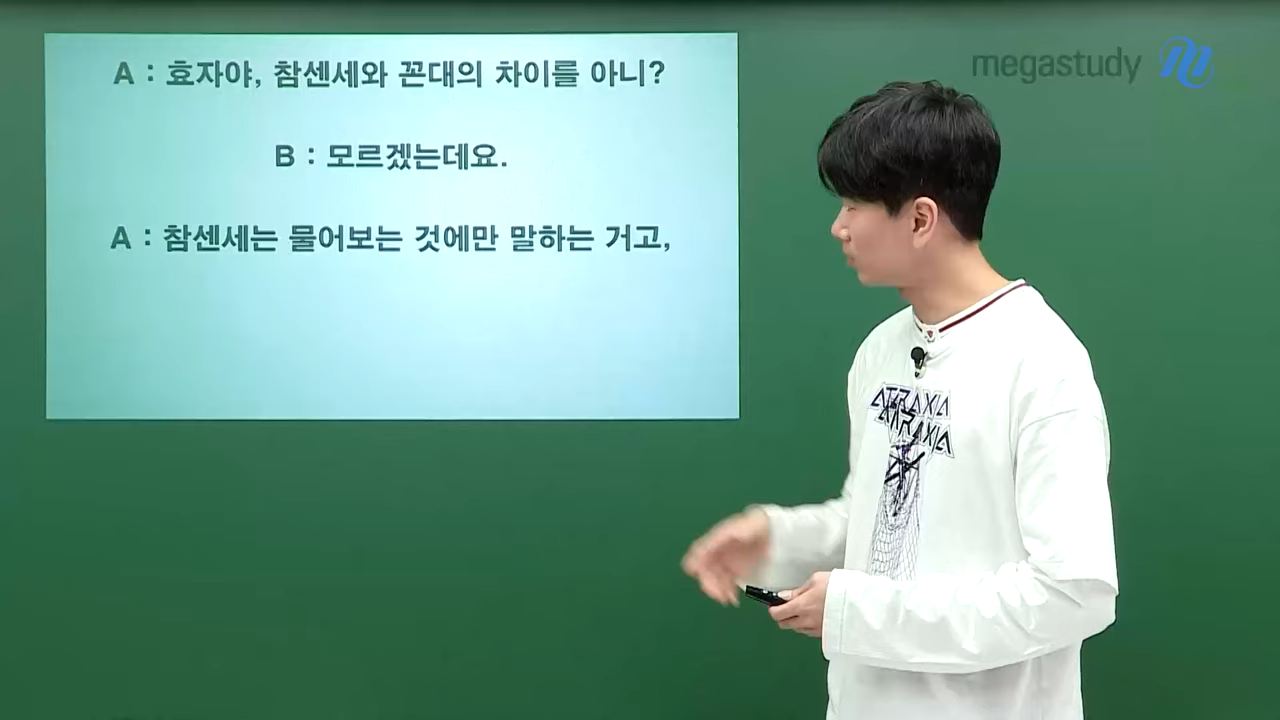 A : 효자야, 참센세와 꼰대의 차이를 아니?
megastudy
B : 모르겠는데요.
A : 참센세는 물어보는 것에만 말하는 거고,
ATRAXIA
ATARAXIA